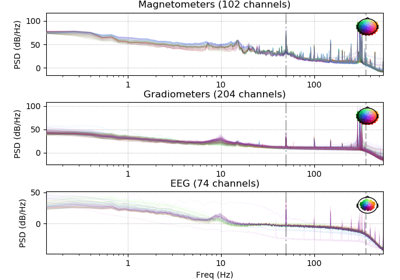 Magnetometers (102 channels)
PSD (dB/Hz)
100
50
0
1
10
100
Gradiometers (204 channels)
PSD (dB/Hz)
100
50
0
1
10
100
EEG (74 channels)
PSD (dB/Hz)
50
0
1
10
100
Freq (Hz)